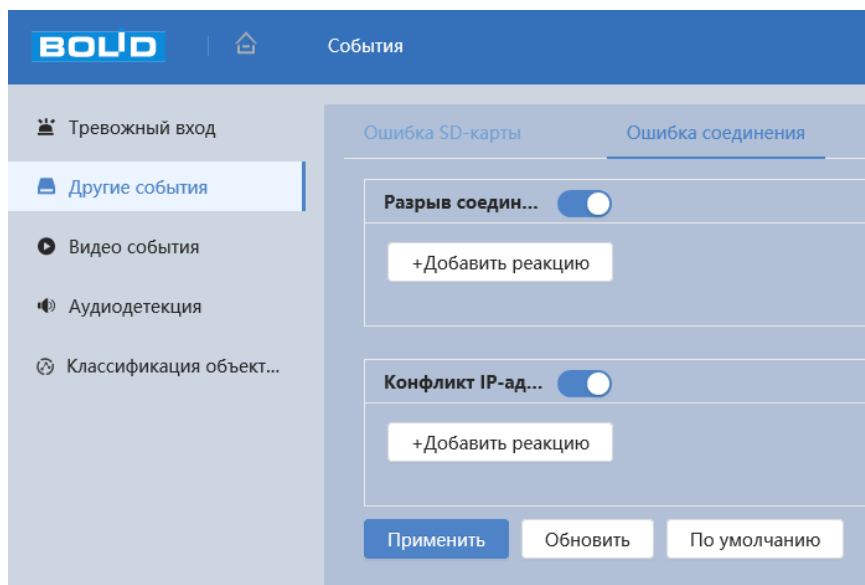 BOLID
События
Тревожный вход
Другие события
Видео события
Аудиодетекция
Классификация объект...
Ошибка SD-карты
Ошибка соединения
Разрыв соедин...
+Добавить реакцию
Конфликт IP-ад...
+Добавить реакцию
Применить
Обновить
По умолчанию